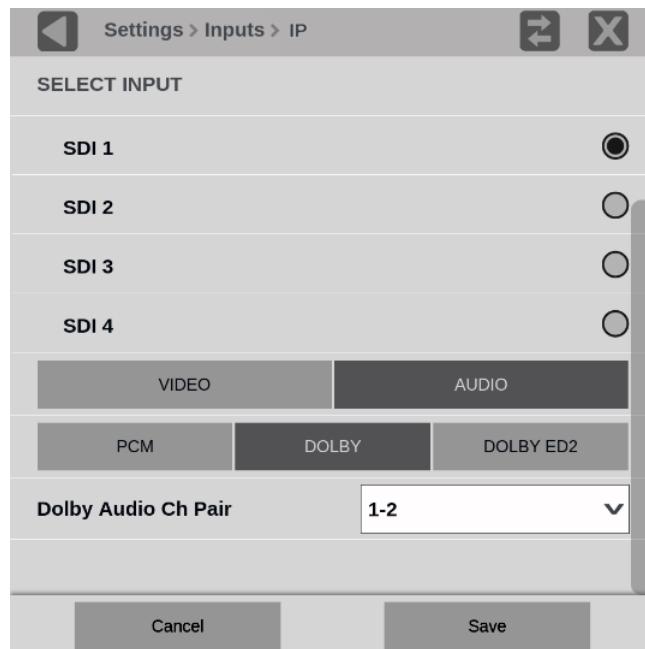 Settings > Inputs > IP
SELECT INPUT
SDI 1
SDI 2
SDI 3
SDI 4
VIDEO AUDIO
PCM DOLBY DOLBY ED2
Dolby Audio Ch Pair 1-2
Cancel Save